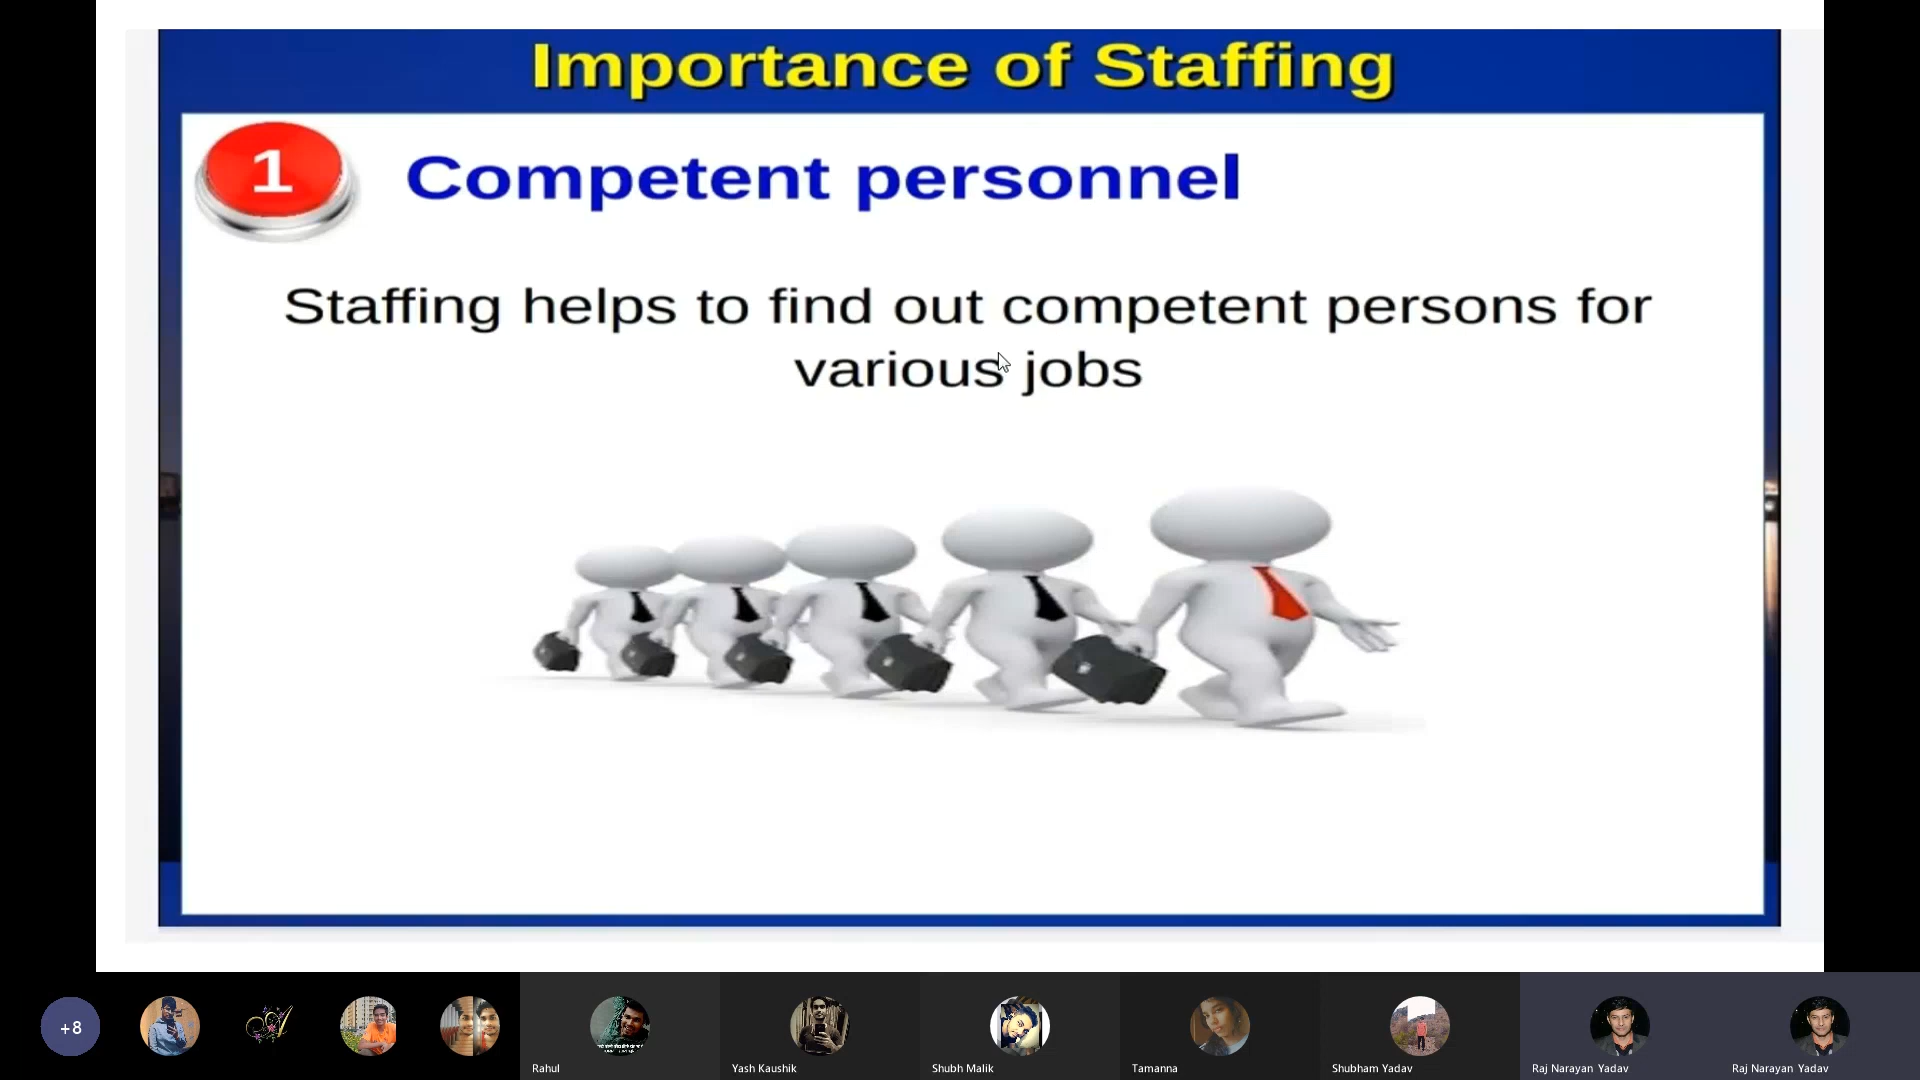 Importance of Staffing
1
Competent personnel
Staffing helps to find out competent persons for
various jobs
+8
Rahul
Yash Kaushik
Shubh Malik
Tamanna
Shubham Yadav
Raj Narayan Yadav
Raj Narayan Yadav